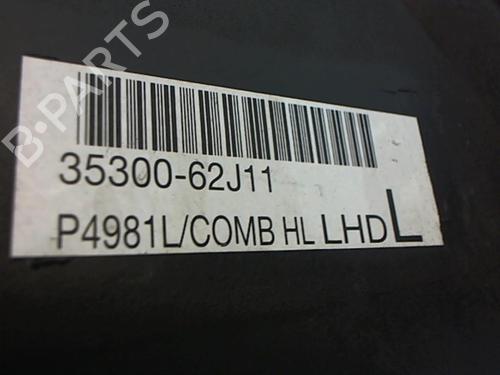 B-PARTS
35300-62J11
P4981L/COMB HL LHD L